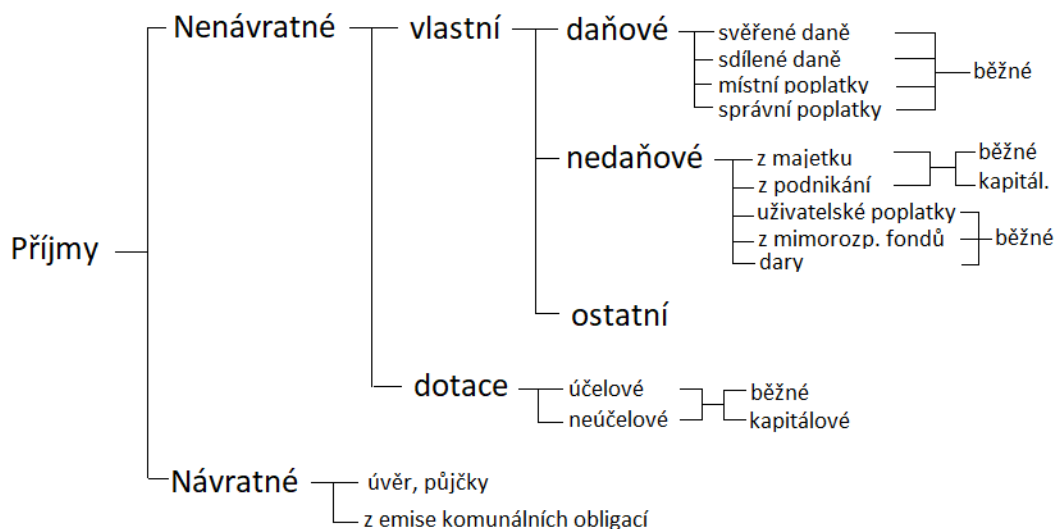 Příjmy
Nenávratné
vlastní
daňové
svěřené daně
sdílené daně
místní poplatky
správní poplatky
běžné
nedaňové
z majetku
z podnikání
běžné
kapitál.
uživatelské poplatky
z mimorozp. fondů
dary
běžné
ostatní
dotace
účelové
neúčelové
běžné
kapitálové
Návratné
úvěr, půjčky
z emise komunálních obligací